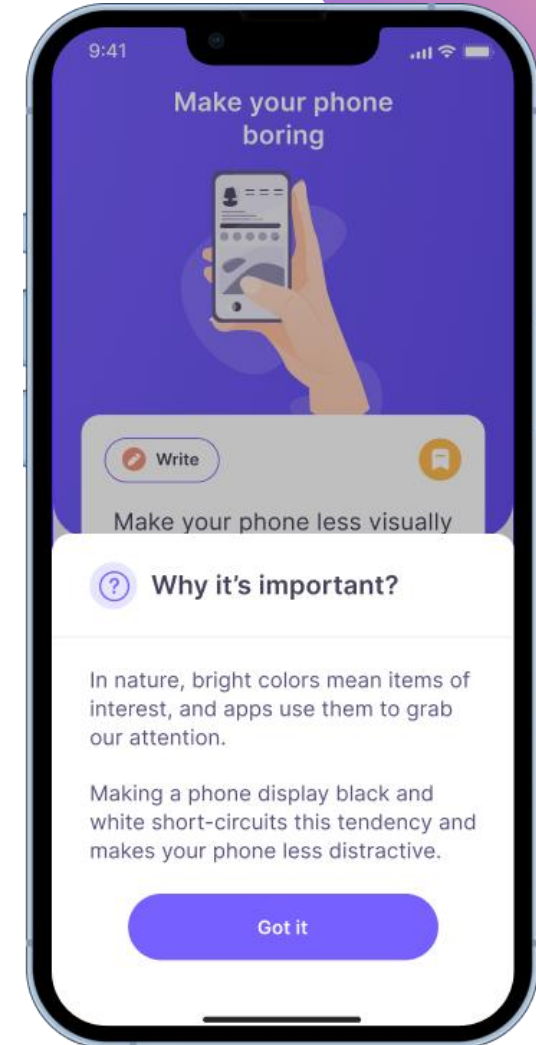 9:41
Make your phone
boring
Write
Make your phone less visually
Why it's important?
In nature, bright colors mean items of
interest, and apps use them to grab
our attention.
Making a phone display black and
white short-circuits this tendency and
makes your phone less distractive.
Got it